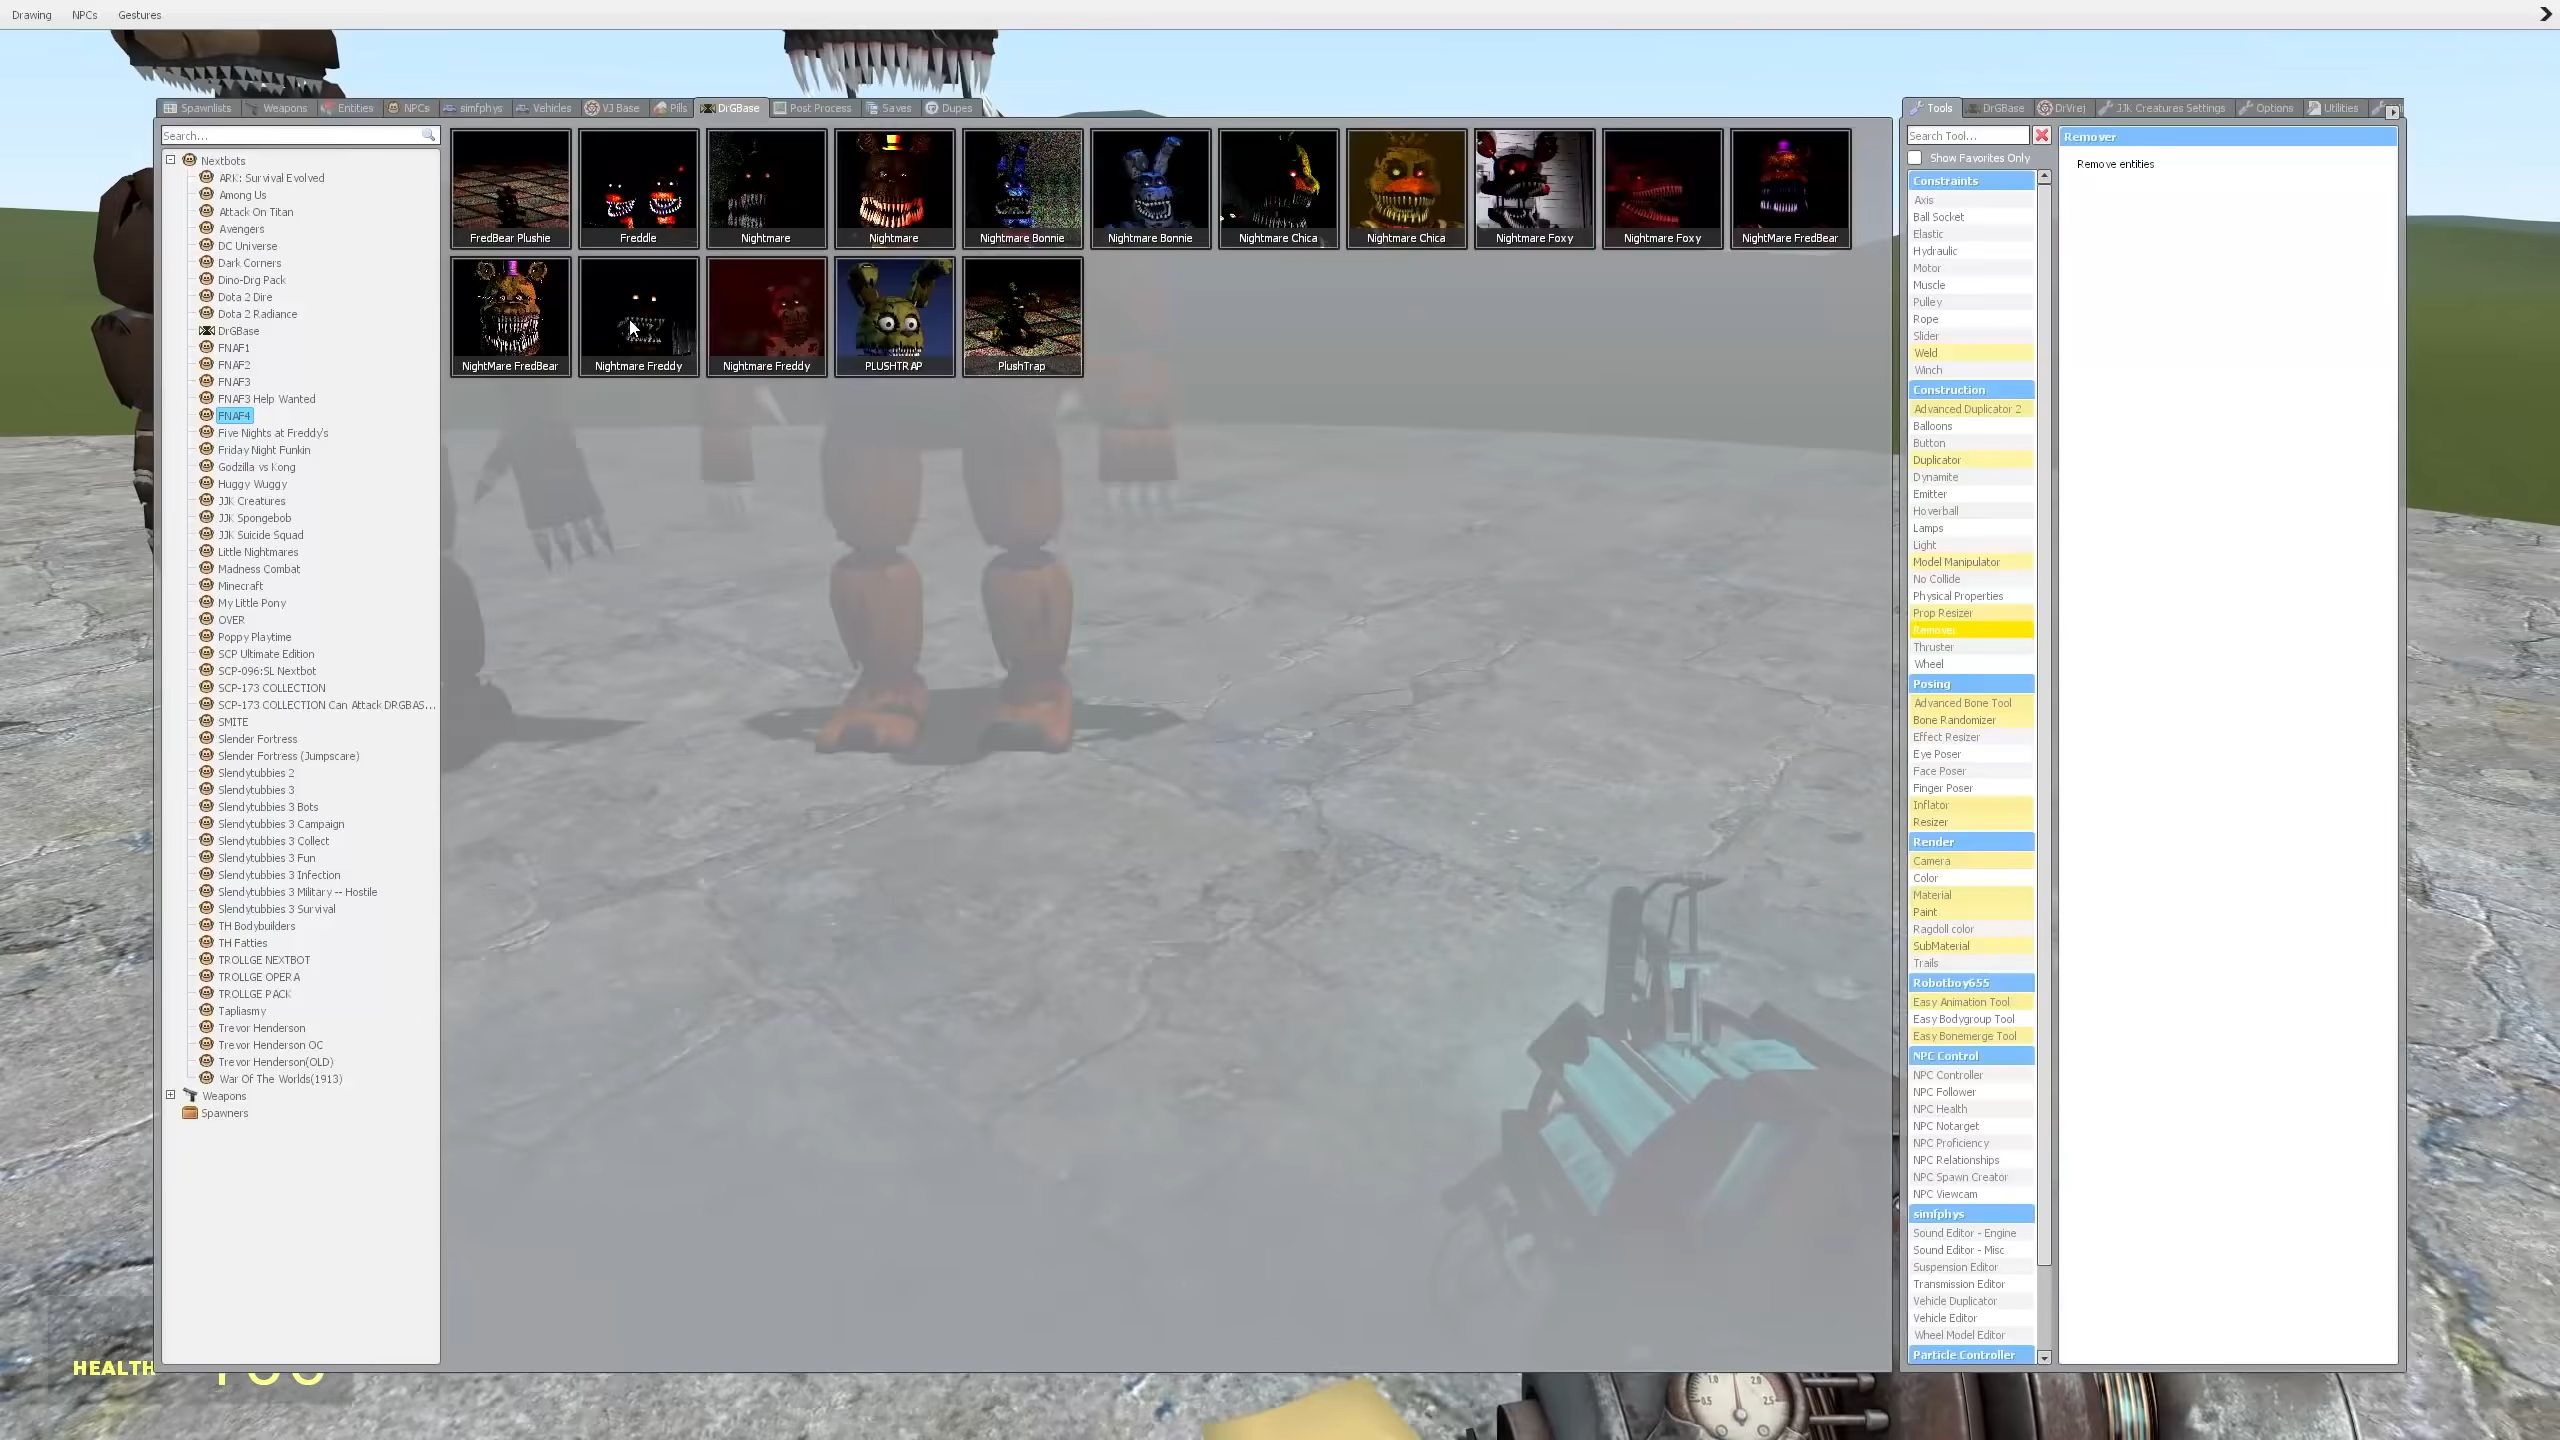 Drawing NPCs Gestures
Spawnlists Weapons Entities NPCs simfphys Vehicles VJ Base Pills DrGBase Post Process Saves Dupes
Search...
Nextbots
ARK: Survival Evolved
Among Us
Attack On Titan
Avengers
DC Universe
Dark Corners
Dino-Drg Pack
Dota 2 Dire
Dota 2 Radiance
DrGBase
FNAF1
FNAF2
FNAF3
FNAF3 Help Wanted
FNAF4
Five Nights at Freddy's
Friday Night Funkin
Godzilla vs Kong
Huggy Wuggy
JJK Creatures
JJK Spongebob
JJK Suicide Squad
Little Nightmares
Madness Combat
Minecraft
My Little Pony
OVER
Poppy Playtime
SCP Ultimate Edition
SCP-096:SL Nextbot
SCP-173 COLLECTION
SCP-173 COLLECTION Can Attack DRGBAS...
SMITE
Slender Fortress
Slender Fortress (Jumpscare)
Slendytubbies 2
Slendytubbies 3
Slendytubbies 3 Bots
Slendytubbies 3 Campaign
Slendytubbies 3 Collect
Slendytubbies 3 Fun
Slendytubbies 3 Infection
Slendytubbies 3 Military -- Hostile
Slendytubbies 3 Survival
TH Bodybuilders
TH Fatties
TROLLGE NEXTBOT
TROLLGE OPERA
TROLLGE PACK
Tapliasmy
Trevor Henderson
Trevor Henderson OC
Trevor Henderson(OLD)
War Of The Worlds(1913)
Weapons
Spawners
FredBear Plushie Freddle Nightmare Nightmare Nightmare Bonnie Nightmare Bonnie Nightmare Chica Nightmare Chica Nightmare Foxy Nightmare Foxy NightMare FredBear
NightMare FredBear Nightmare Freddy Nightmare Freddy PLUSHTRAP PlushTrap
Tools DrGBase DrVrej JJK Creatures Settings Options Utilities
Search Tool...
Show Favorites Only
Constraints
Axis
Ball Socket
Elastic
Hydraulic
Motor
Muscle
Pulley
Rope
Slider
Weld
Winch
Construction
Advanced Duplicator 2
Balloons
Button
Duplicator
Dynamite
Emitter
Hoverball
Lamps
Light
Model Manipulator
No Collide
Physical Properties
Prop Resizer
Remover
Thruster
Wheel
Posing
Advanced Bone Tool
Bone Randomizer
Effect Resizer
Eye Poser
Face Poser
Finger Poser
Inflator
Resizer
Render
Camera
Color
Material
Paint
Ragdoll color
SubMaterial
Trails
Robotboy655
Easy Animation Tool
Easy Bodygroup Tool
Easy Bonemerge Tool
NPC Control
NPC Controller
NPC Follower
NPC Health
NPC Notarget
NPC Proficiency
NPC Relationships
NPC Spawn Creator
NPC Viewcam
simfphys
Sound Editor - Engine
Sound Editor - Misc
Suspension Editor
Transmission Editor
Vehicle Duplicator
Vehicle Editor
Wheel Model Editor
Particle Controller
Remover
Remove entities
HEALTH
1.0 2.0
0.5 2.5